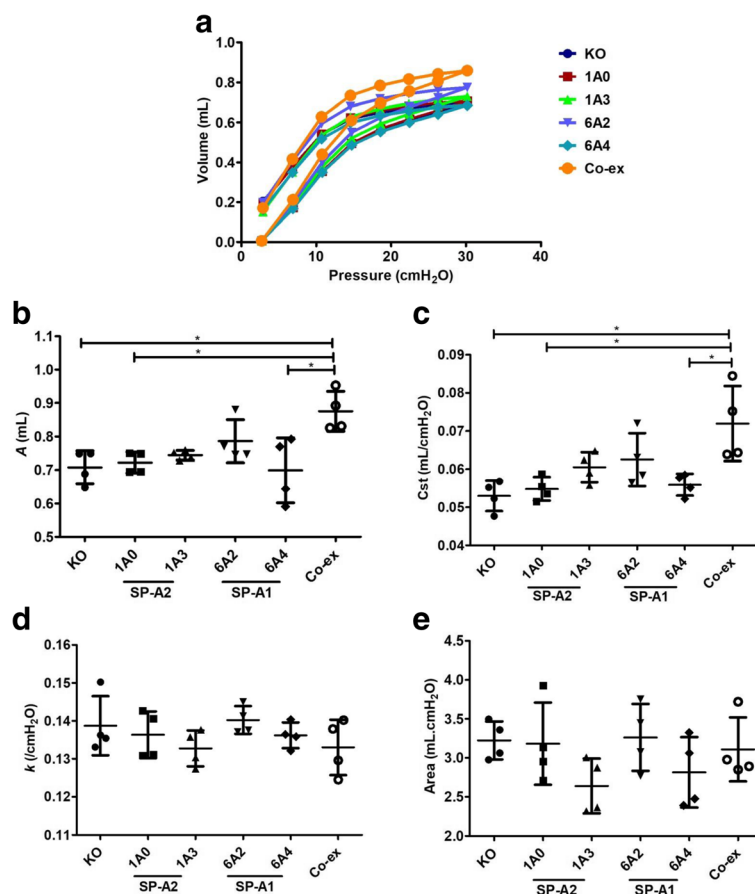 a
1.0
0.8
0.6
0.4
0.2
0.0
Volume (mL)
0 10 20 30 40
Pressure (cmH₂O)
KO
1A0
1A3
6A2
6A4
Co-ex
b
1.1
1.0
0.9
0.8
0.7
0.6
0.5
A (mL)
* 
*
*
KO 1A0 1A3 6A2 6A4 Co-ex
SP-A2 SP-A1
c
0.09
0.08
0.07
0.06
0.05
0.04
Cst (mL/cmH₂O)
*
*
*
KO 1A0 1A3 6A2 6A4 Co-ex
SP-A2 SP-A1
d
0.16
0.15
0.14
0.13
0.12
0.11
k (/cmH₂O)
KO 1A0 1A3 6A2 6A4 Co-ex
SP-A2 SP-A1
e
4.5
4.0
3.5
3.0
2.5
2.0
Area (mL.cmH₂O)
KO 1A0 1A3 6A2 6A4 Co-ex
SP-A2 SP-A1